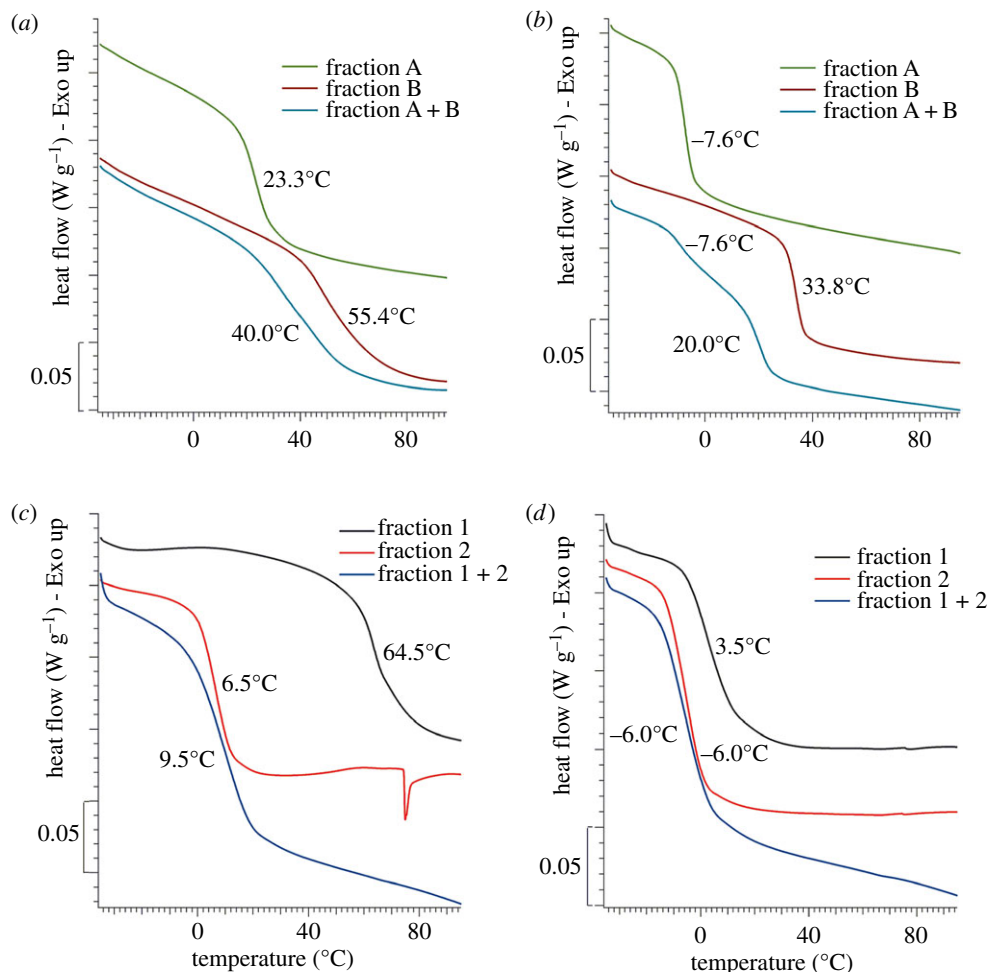 (a)
fraction A
fraction B
fraction A + B
heat flow (W g⁻¹) - Exo up
23.3°C
55.4°C
40.0°C
0.05
0 40 80
(b)
fraction A
fraction B
fraction A + B
heat flow (W g⁻¹) - Exo up
–7.6°C
–7.6°C
33.8°C
20.0°C
0.05
0 40 80
(c)
fraction 1
fraction 2
fraction 1 + 2
heat flow (W g⁻¹) - Exo up
64.5°C
6.5°C
9.5°C
0.05
0 40 80
temperature (°C)
(d)
fraction 1
fraction 2
fraction 1 + 2
heat flow (W g⁻¹) - Exo up
3.5°C
–6.0°C
–6.0°C
0.05
0 40 80
temperature (°C)